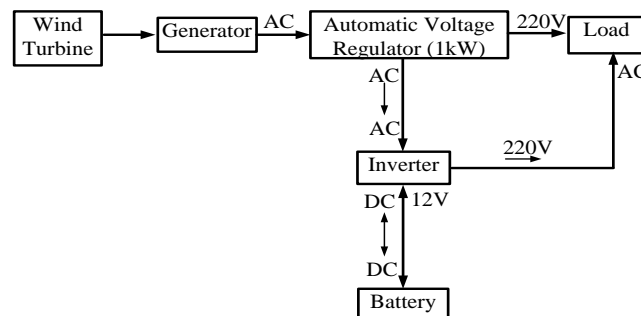 Wind
Turbine
Generator
AC
Automatic Voltage
Regulator (1kW)
220V
Load
AC
AC
AC
Inverter
220V
DC
12V
DC
Battery